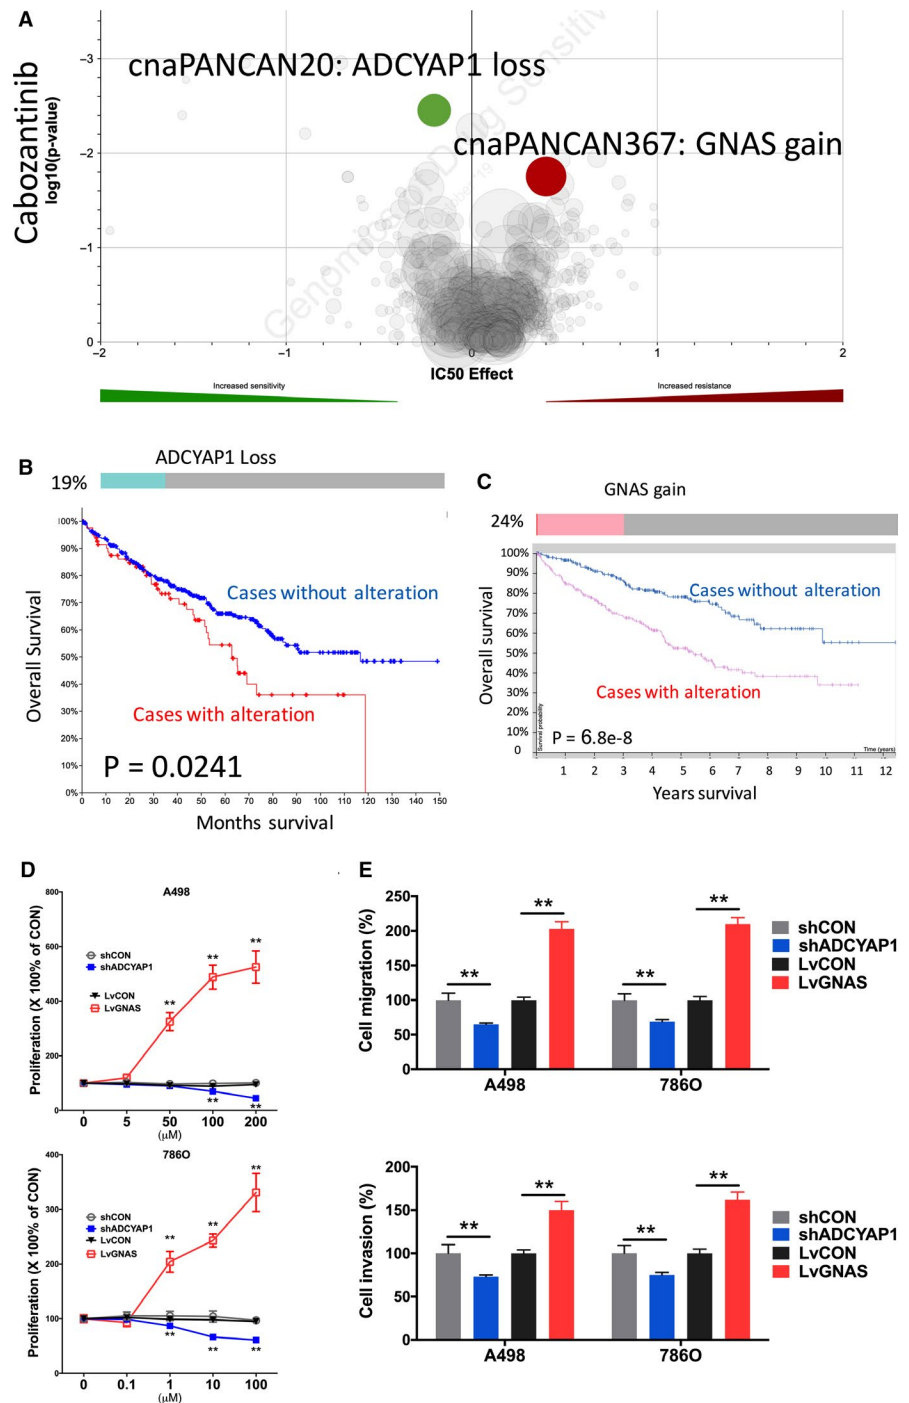 A
cnaPANCAN20: ADCYAP1 loss
cnaPANCAN367: GNAS gain
Cabozantinib
log10(p-value)
−3
−2
−1
0
−2
−1
0
1
2
IC50 Effect
Increased sensitivity
Increased resistance
B
ADCYAP1 Loss
19%
100%
90%
80%
70%
60%
50%
40%
30%
20%
10%
0%
Overall Survival
Cases without alteration
Cases with alteration
P = 0.0241
0 10 20 30 40 50 60 70 80 90 100 110 120 130 140 150
Months survival
C
GNAS gain
24%
100%
90%
80%
70%
60%
50%
40%
30%
20%
10%
0
Overall survival
Survival probability
Cases without alteration
Cases with alteration
P = 6.8e-8
Time (years)
1 2 3 4 5 6 7 8 9 10 11 12
Years survival
D
A498
Proliferation (X 100% of CON)
800
600
400
200
0
shCON
shADCYAP1
LvCON
LvGNAS
** ** **
** **
0 5 50 100 200
(μM)
786O
Proliferation (X 100% of CON)
400
300
200
100
0
shCON
shADCYAP1
LvCON
LvGNAS
** ** **
** ** **
0 0.1 1 10 100
(μM)
E
Cell migration (%)
250
200
150
100
50
0
** ** ** **
A498 786O
shCON
shADCYAP1
LvCON
LvGNAS
Cell invasion (%)
200
150
100
50
0
** ** ** **
A498 786O
shCON
shADCYAP1
LvCON
LvGNAS